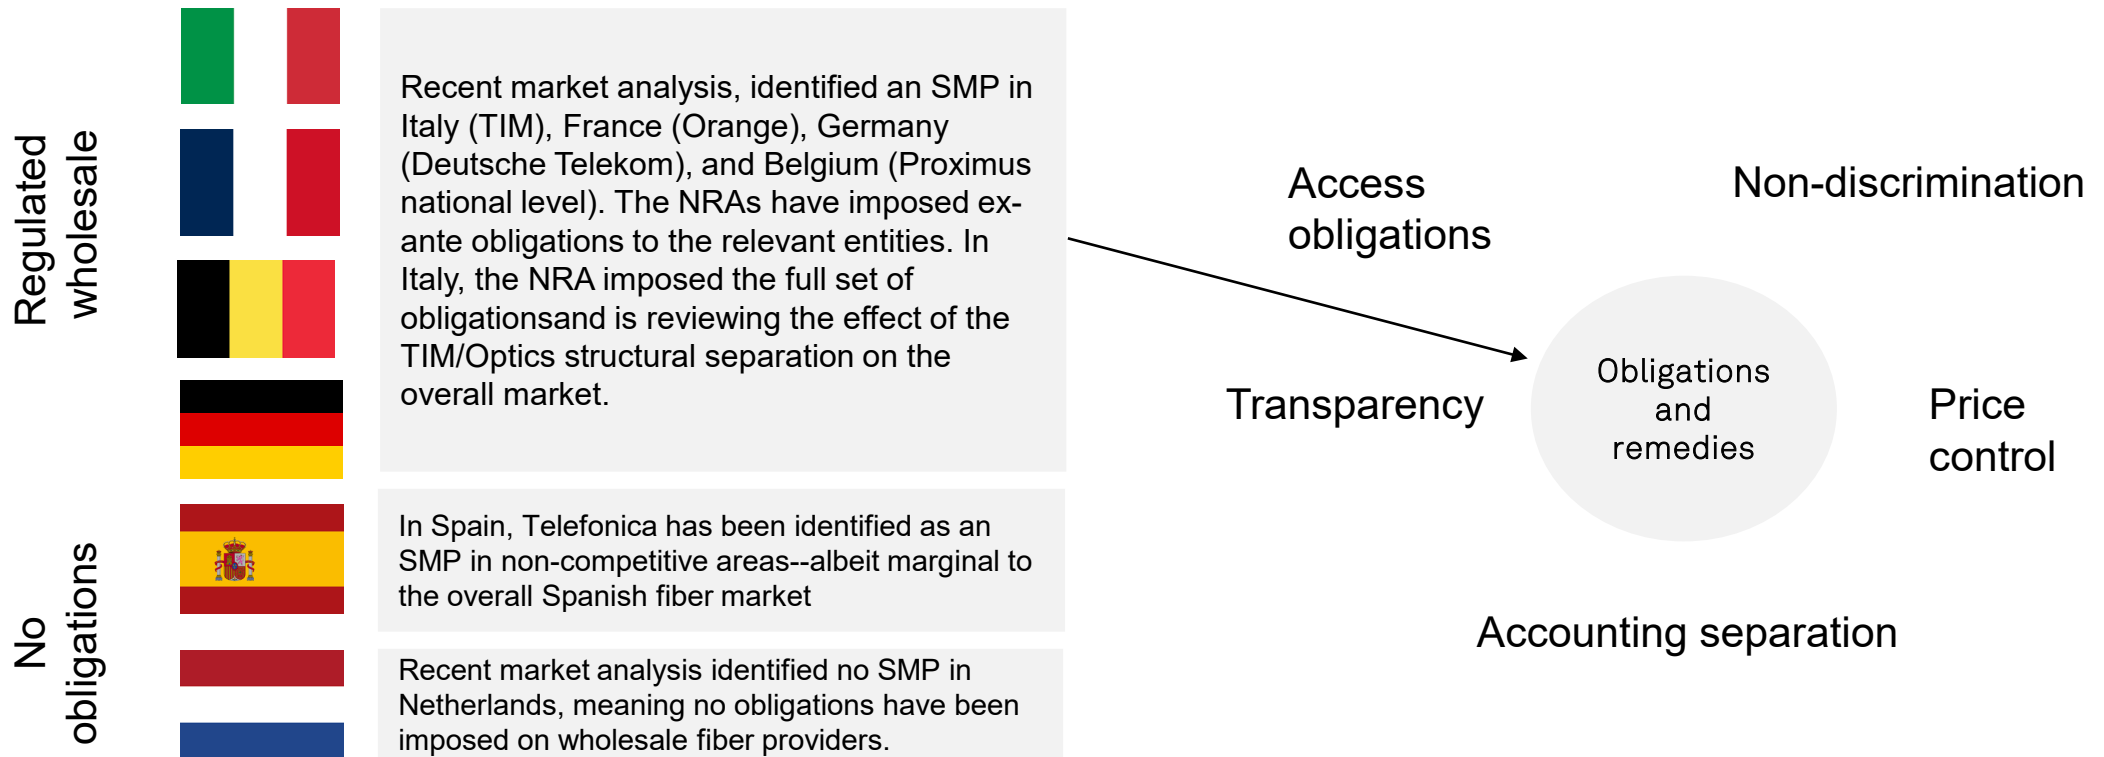 Regulated
wholesale
Recent market analysis, identified an SMP in
Italy (TIM), France (Orange), Germany
(Deutsche Telekom), and Belgium (Proximus
national level). The NRAs have imposed ex-
ante obligations to the relevant entities. In
Italy, the NRA imposed the full set of
obligationsand is reviewing the effect of the
TIM/Optics structural separation on the
overall market.
No
obligations
In Spain, Telefonica has been identified as an
SMP in non-competitive areas--albeit marginal to
the overall Spanish fiber market
Recent market analysis identified no SMP in
Netherlands, meaning no obligations have been
imposed on wholesale fiber providers.
Access
obligations
Non-discrimination
Transparency
Obligations
and
remedies
Price
control
Accounting separation